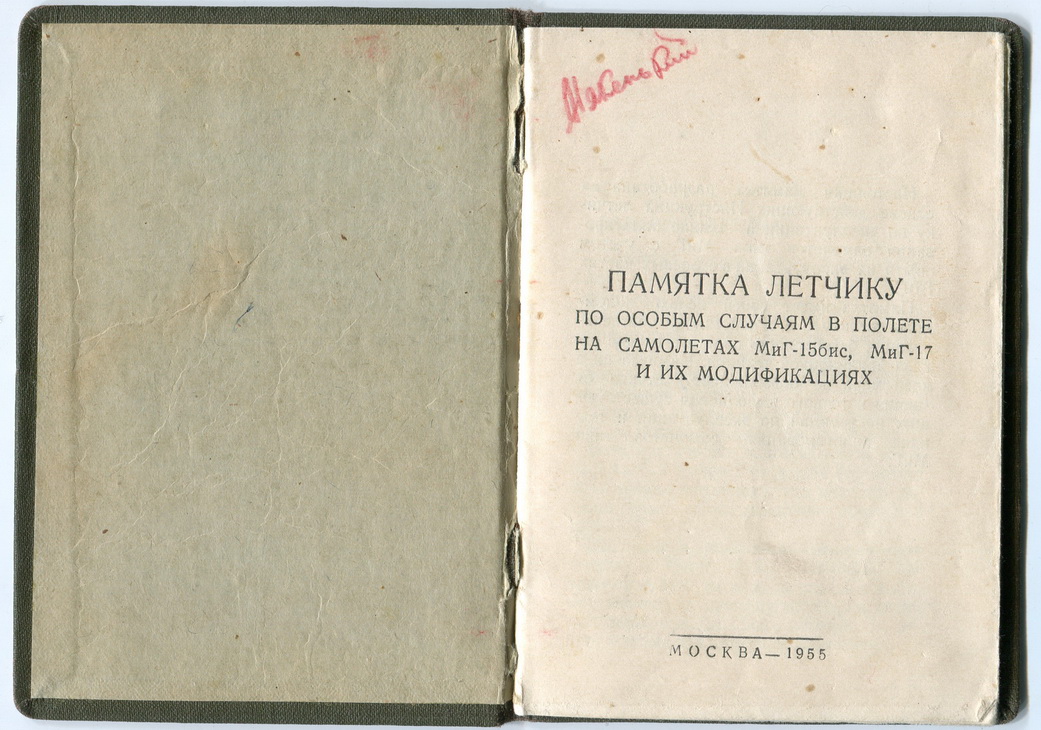 ПАМЯТКА ЛЕТЧИКУ
ПО ОСОБЫМ СЛУЧАЯМ В ПОЛЕТЕ
НА САМОЛЕТАХ МиГ-15бис, МиГ-17
И ИХ МОДИФИКАЦИЯХ
МОСКВА—1955